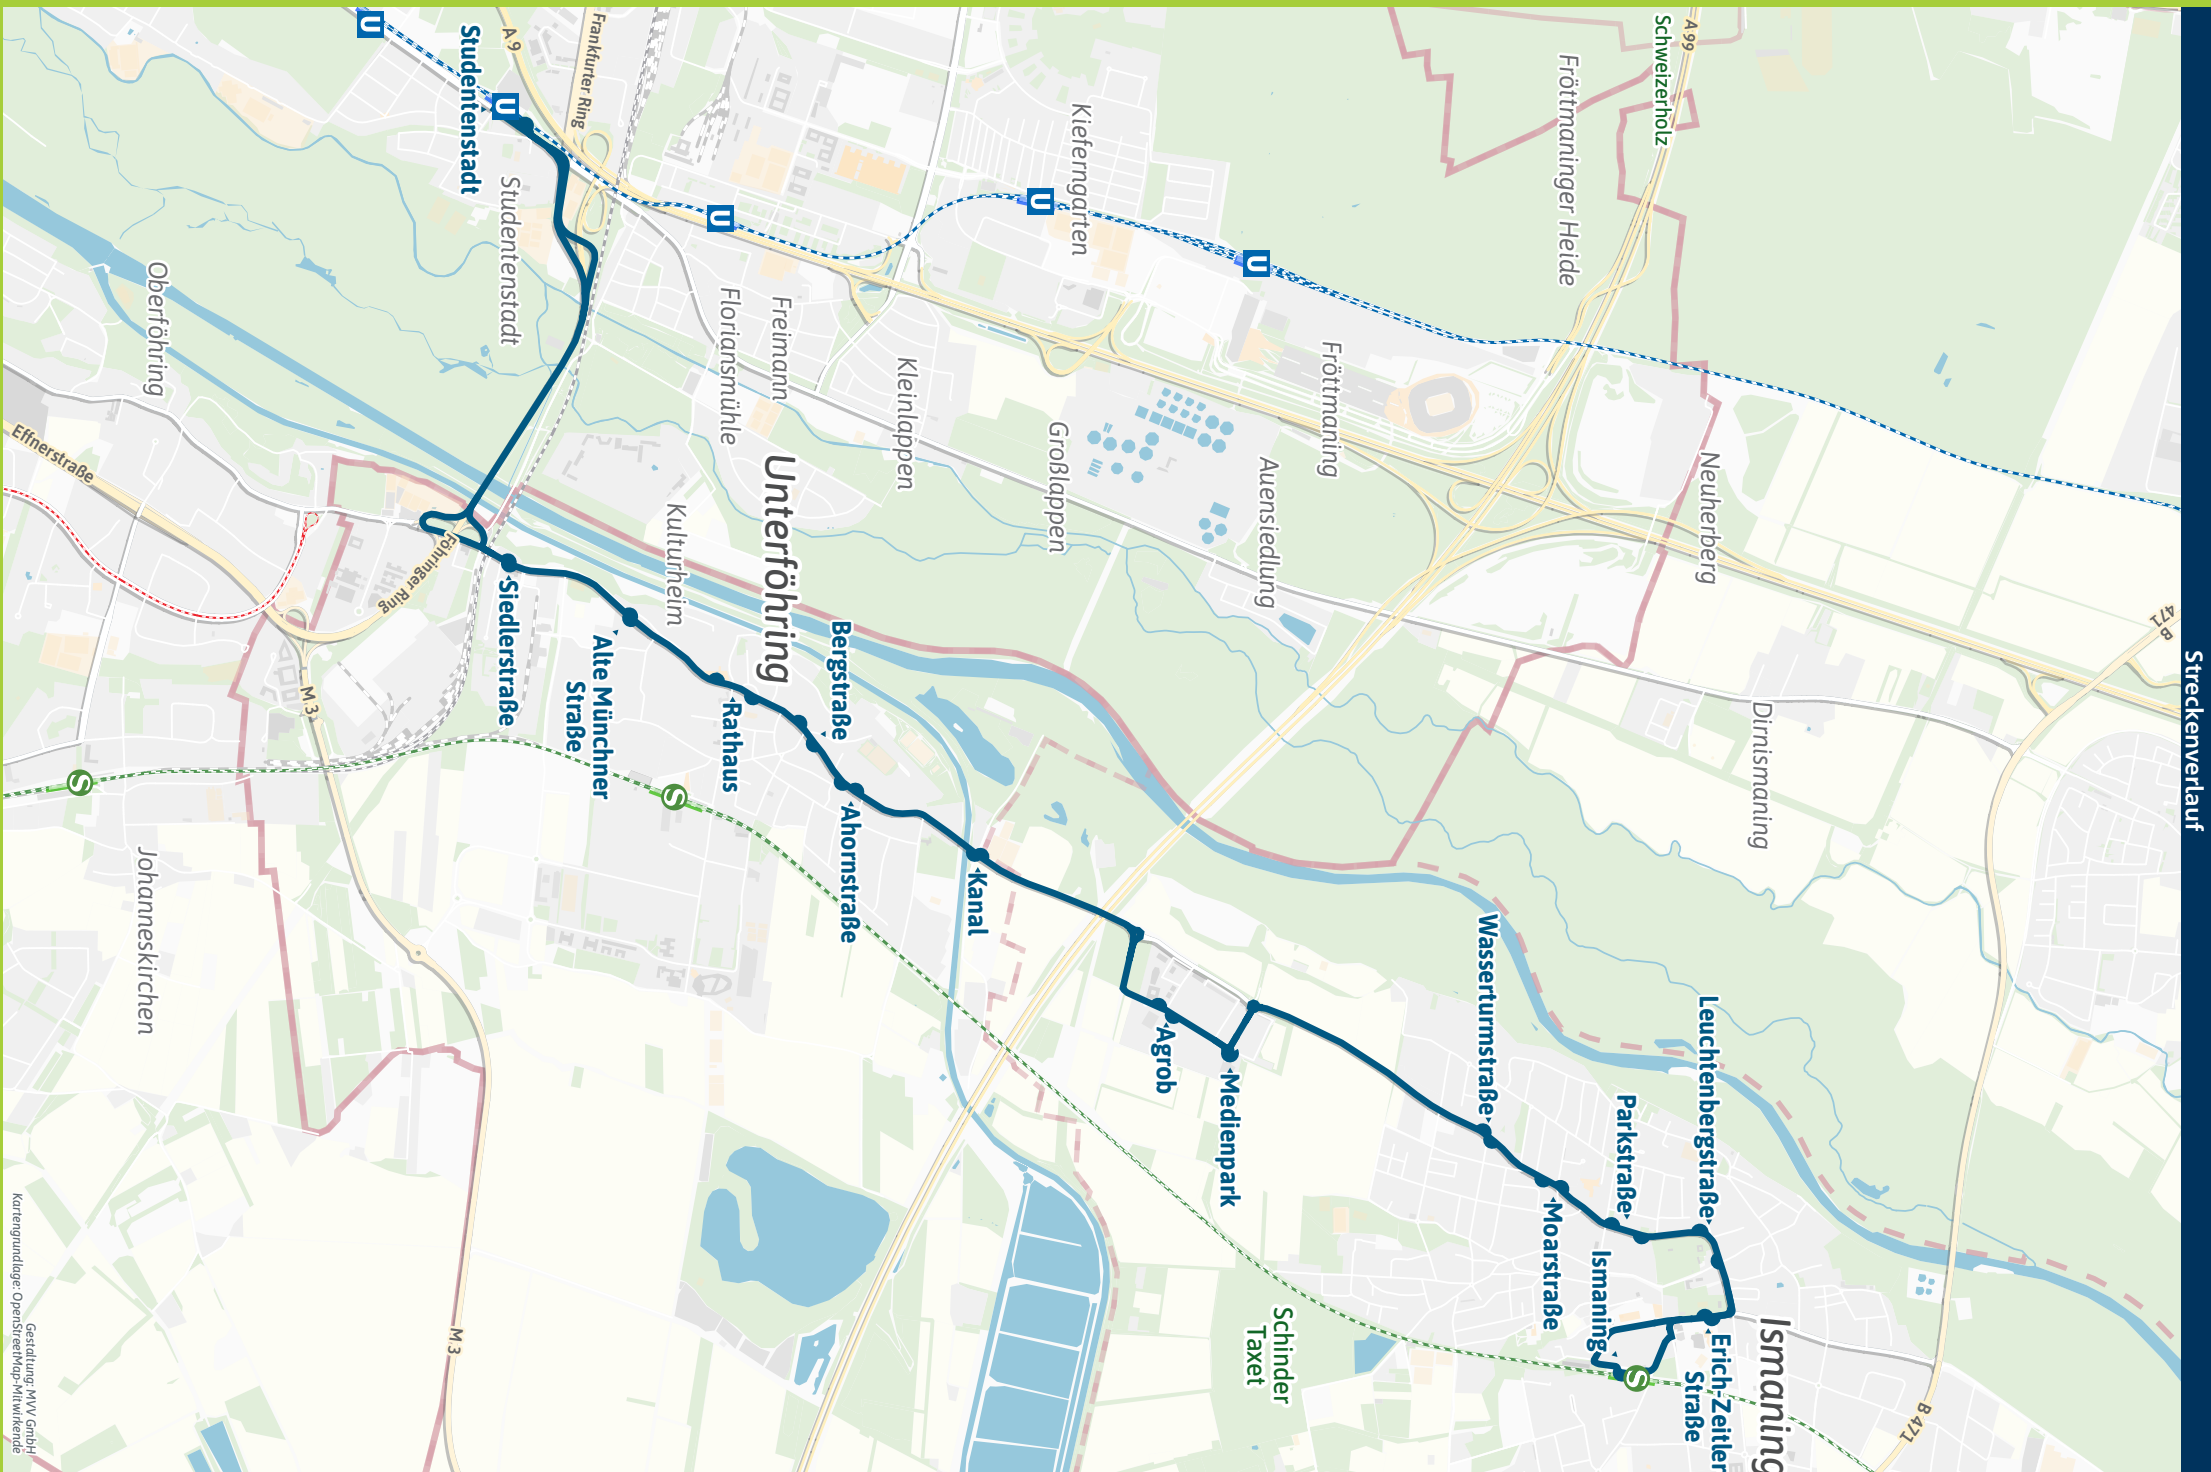 Streckenverlauf
B
471
A 99
Schweizerholz
Fröttmaninger Heide
Neuherberg
Dirnismaning
Leuchtenbergstraße
Parkstraße
Wasserturmstraße
Moarstraße
Ismaning
Erich-Zeitler
Straße
Ismaning
B 471
Schinder
Taxet
Fröttmaning
Auensiedlung
Großlappen
Kieferngarten
Kleinlappen
Freimann
Floriansmühle
Unterföhring
Kulturheim
Bergstraße
Rathaus
Ahornstraße
Kanal
Agrob
Medienpark
Alte Münchner
Straße
Siedlerstraße
Frankfurter Ring
A 9
Studentenstadt
Studentenstadt
Oberföhring
Effnerstraße
Föhringer Ring
M 3
M 3
Johanneskirchen
U
U
U
U
U
S
S
S
Gestaltung: MVV GmbH
Kartengrundlage: OpenStreetMap-Mitwirkende